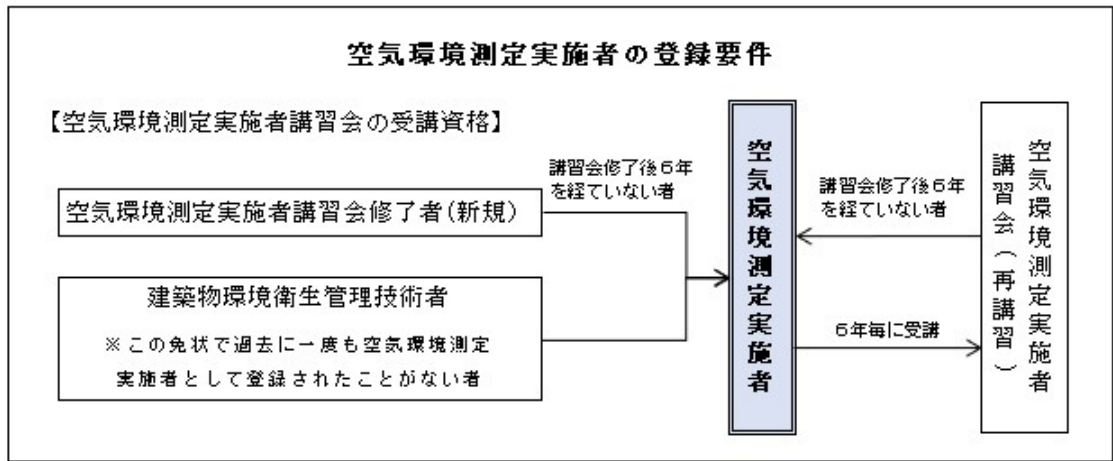 空気環境測定実施者の登録要件
【空気環境測定実施者講習会の受講資格】
講習会修了後6年
を経ていない者
空気環境測定実施者講習会修了者(新規)
建築物環境衛生管理技術者
※この免状で過去に一度も空気環境測定
実施者として登録されたことがない者
空気環境測定実施者
講習会修了後6年
を経ていない者
6年毎に受講
空気環境測定実施者
講習会(再講習)